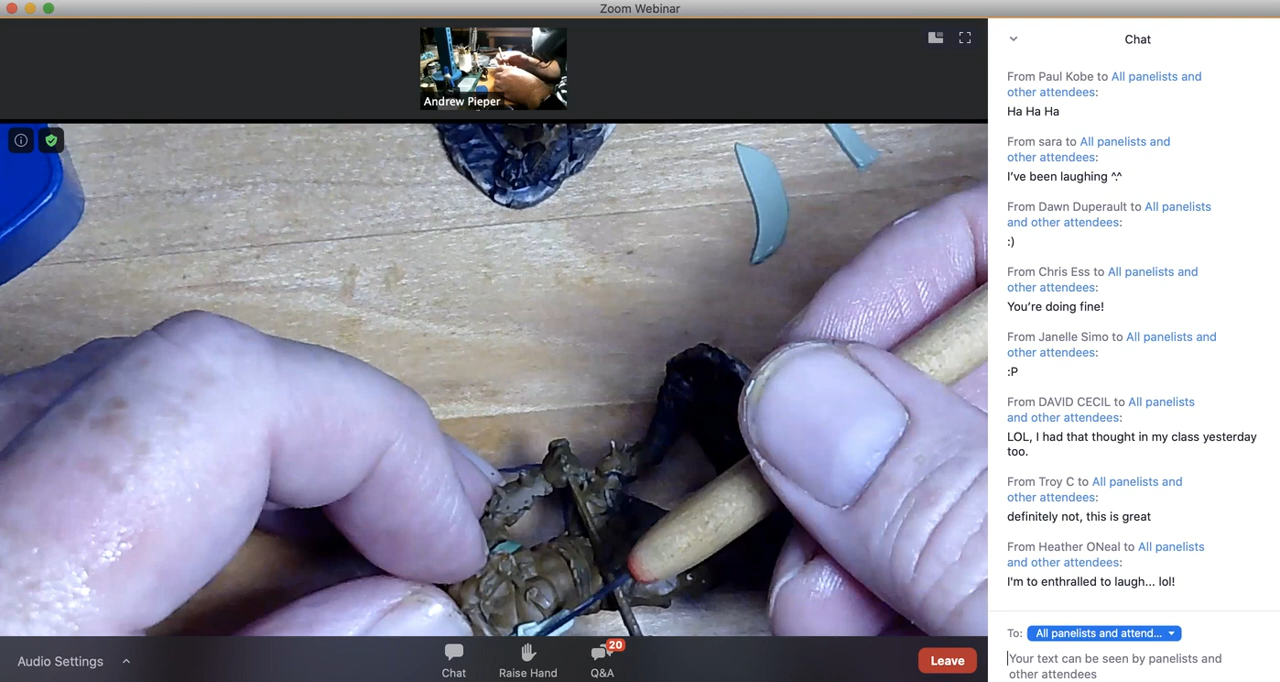 Zoom Webinar
Andrew Pieper
Chat
From Paul Kobe to All panelists and
other attendees:
Ha Ha Ha
From sara to All panelists and
other attendees:
I've been laughing ^.^
From Dawn Duperault to All panelists
and other attendees:
:)
From Chris Ess to All panelists and
other attendees:
You're doing fine!
From Janelle Simo to All panelists and
other attendees:
:P
From DAVID CECIL to All panelists
and other attendees:
LOL, I had that thought in my class yesterday
too.
From Troy C to All panelists and
other attendees:
definitely not, this is great
From Heather ONeal to All panelists
and other attendees:
I'm to enthralled to laugh... lol!
To: All panelists and attend...
Your text can be seen by panelists and
other attendees
Audio Settings
Chat
Raise Hand
20
Q&A
Leave